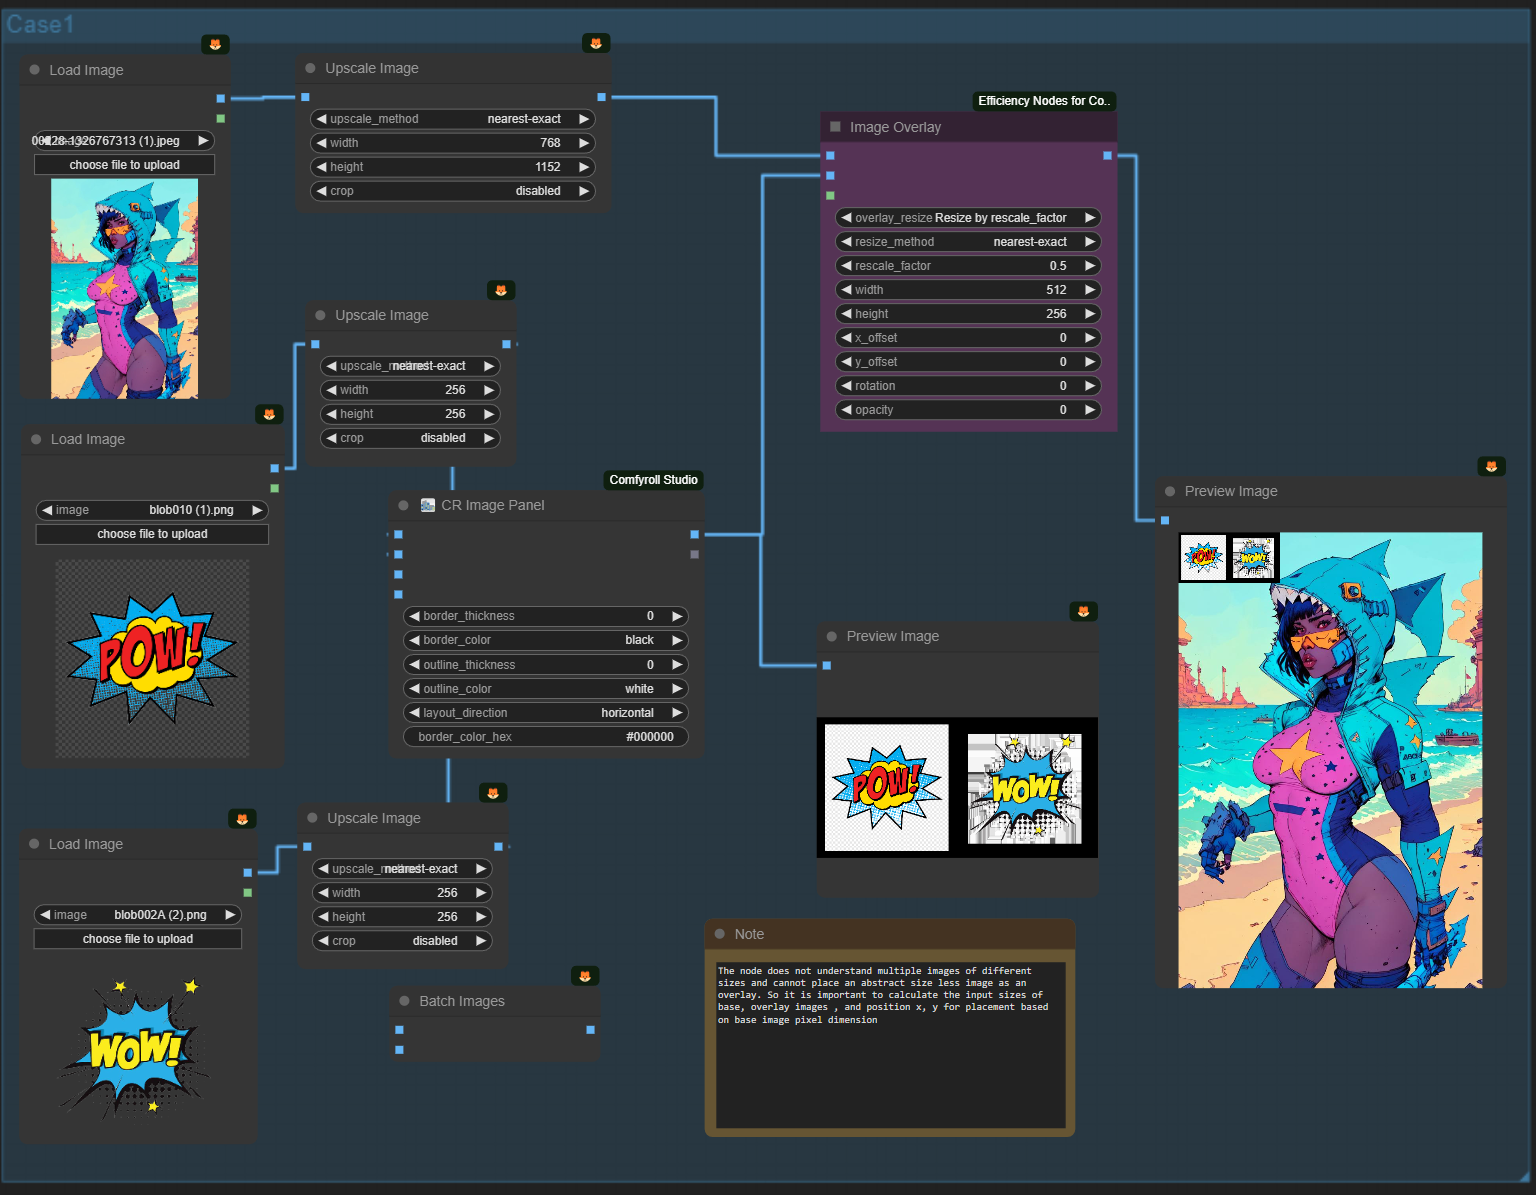 Case1
Load Image
00128-1326767313 (1).jpeg
choose file to upload
Upscale Image
upscale_method nearest-exact
width 768
height 1152
crop disabled
Efficiency Nodes for Co..
Image Overlay
overlay_resize Resize by rescale_factor
resize_method nearest-exact
rescale_factor 0.5
width 512
height 256
x_offset 0
y_offset 0
rotation 0
opacity 0
Upscale Image
nearest-exact
width 256
height 256
crop disabled
Load Image
image blob010 (1).png
choose file to upload
POW!
Comfyroll Studio
CR Image Panel
border_thickness 0
border_color black
outline_thickness 0
outline_color white
layout_direction horizontal
border_color_hex #000000
Preview Image
POW! WOW!
Preview Image
POW! WOW!
Load Image
image blob002A (2).png
choose file to upload
WOW!
Upscale Image
nearest-exact
width 256
height 256
crop disabled
Batch Images
Note
The node does not understand multiple images of different
sizes and cannot place an abstract size less image as an
overlay. So it is important to calculate the input sizes of
base, overlay images , and position x, y for placement based
on base image pixel dimension